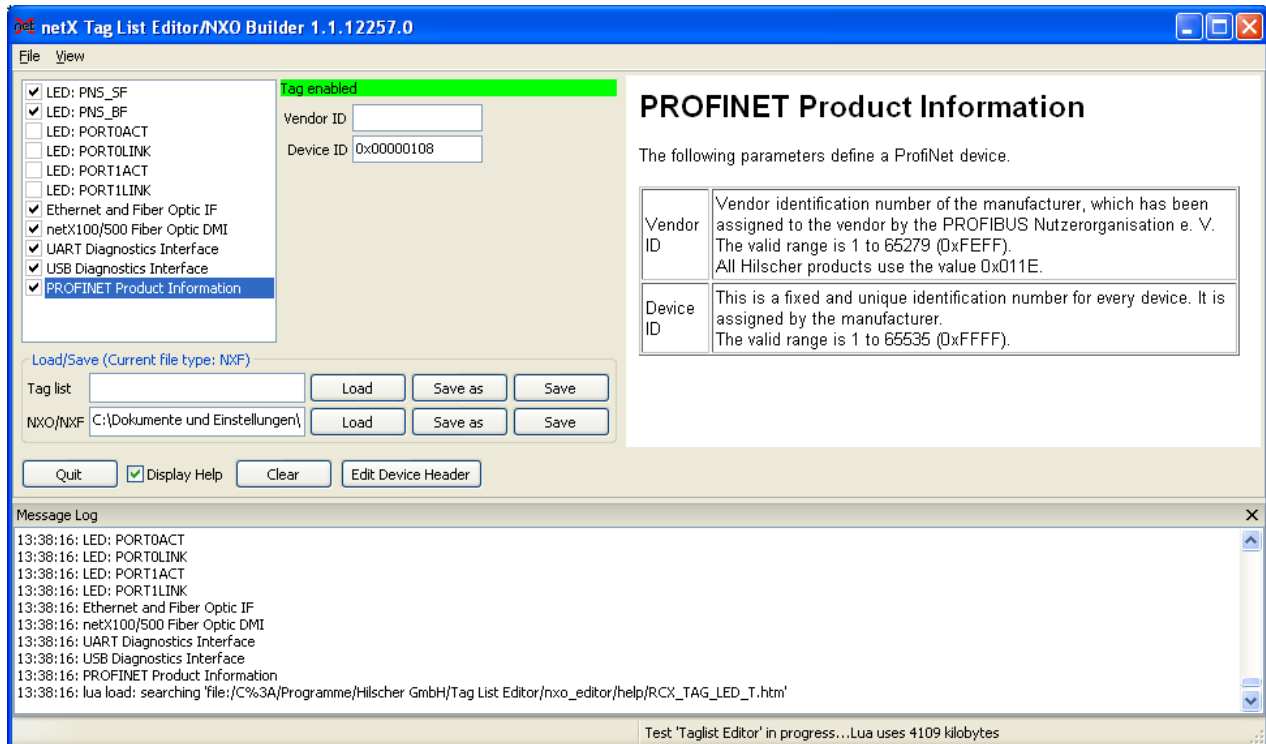 netX Tag List Editor/NXO Builder 1.1.12257.0
File View
LED: PNS_SF
LED: PNS_BF
LED: PORT0ACT
LED: PORT0LINK
LED: PORT1ACT
LED: PORT1LINK
Ethernet and Fiber Optic IF
netX100/500 Fiber Optic DMI
UART Diagnostics Interface
USB Diagnostics Interface
PROFINET Product Information
Tag enabled
Vendor ID
Device ID 0x00000108
PROFINET Product Information
The following parameters define a ProfiNet device.
Vendor
ID
Vendor identification number of the manufacturer, which has been
assigned to the vendor by the PROFIBUS Nutzerorganisation e. V.
The valid range is 1 to 65279 (0xFEFF).
All Hilscher products use the value 0x011E.
Device
ID
This is a fixed and unique identification number for every device. It is
assigned by the manufacturer.
The valid range is 1 to 65535 (0xFFFF).
Load/Save (Current file type: NXF)
Tag list Load Save as Save
NXO/NXF C:\Dokumente und Einstellungen\ Load Save as Save
Quit Display Help Clear Edit Device Header
Message Log
13:38:16: LED: PORT0ACT
13:38:16: LED: PORT0LINK
13:38:16: LED: PORT1ACT
13:38:16: LED: PORT1LINK
13:38:16: Ethernet and Fiber Optic IF
13:38:16: netX100/500 Fiber Optic DMI
13:38:16: UART Diagnostics Interface
13:38:16: USB Diagnostics Interface
13:38:16: PROFINET Product Information
13:38:16: lua load: searching 'file:/C%3A/Programme/Hilscher GmbH/Tag List Editor/nxo_editor/help/RCX_TAG_LED_T.htm'
Test 'Taglist Editor' in progress...Lua uses 4109 kilobytes